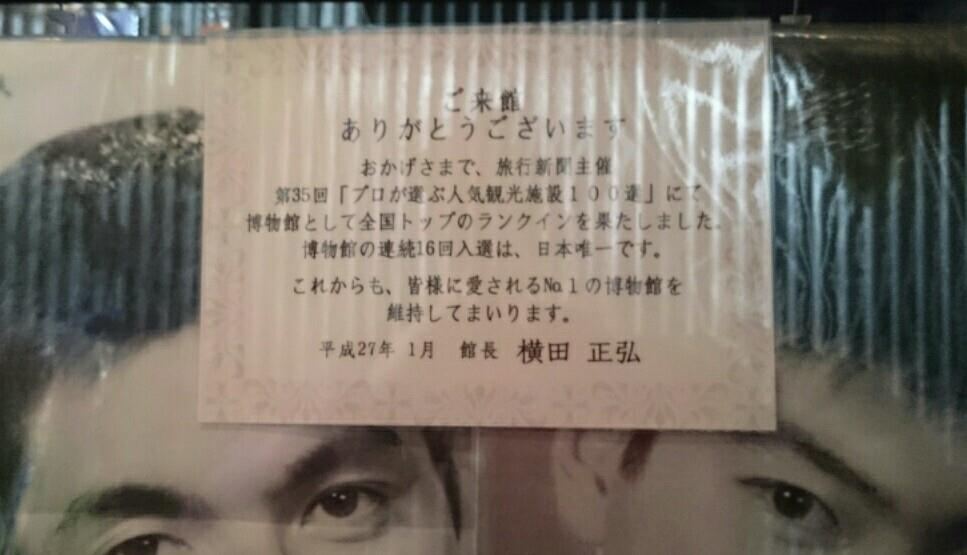 ご来館
ありがとうございます
おかげさまで、旅行新聞主催
第35回「プロが選ぶ人気観光施設100選」にて
博物館として全国トップのランクインを果たしました。
博物館の連続16回入選は、日本唯一です。
これからも、皆様に愛されるNo.1の博物館を
維持してまいります。
平成27年 1月 館長 横田 正弘